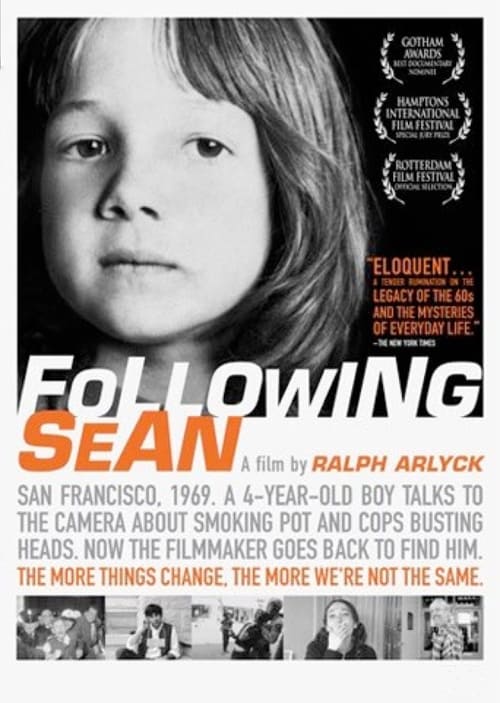 GOTHAM
AWARDS
BEST DOCUMENTARY
NOMINEE
HAMPTONS
INTERNATIONAL
FILM FESTIVAL
SPECIAL JURY PRIZE
ROTTERDAM
FILM FESTIVAL
OFFICIAL SELECTION
"ELOQUENT...
A TENDER RUMINATION ON THE
LEGACY OF THE 60s
AND THE MYSTERIES
OF EVERYDAY LIFE."
–THE NEW YORK TIMES
FoLLOWING
SeAN
A film by RALPH ARLYCK
SAN FRANCISCO, 1969. A 4-YEAR-OLD BOY TALKS TO
THE CAMERA ABOUT SMOKING POT AND COPS BUSTING
HEADS. NOW THE FILMMAKER GOES BACK TO FIND HIM.
THE MORE THINGS CHANGE, THE MORE WE'RE NOT THE SAME.